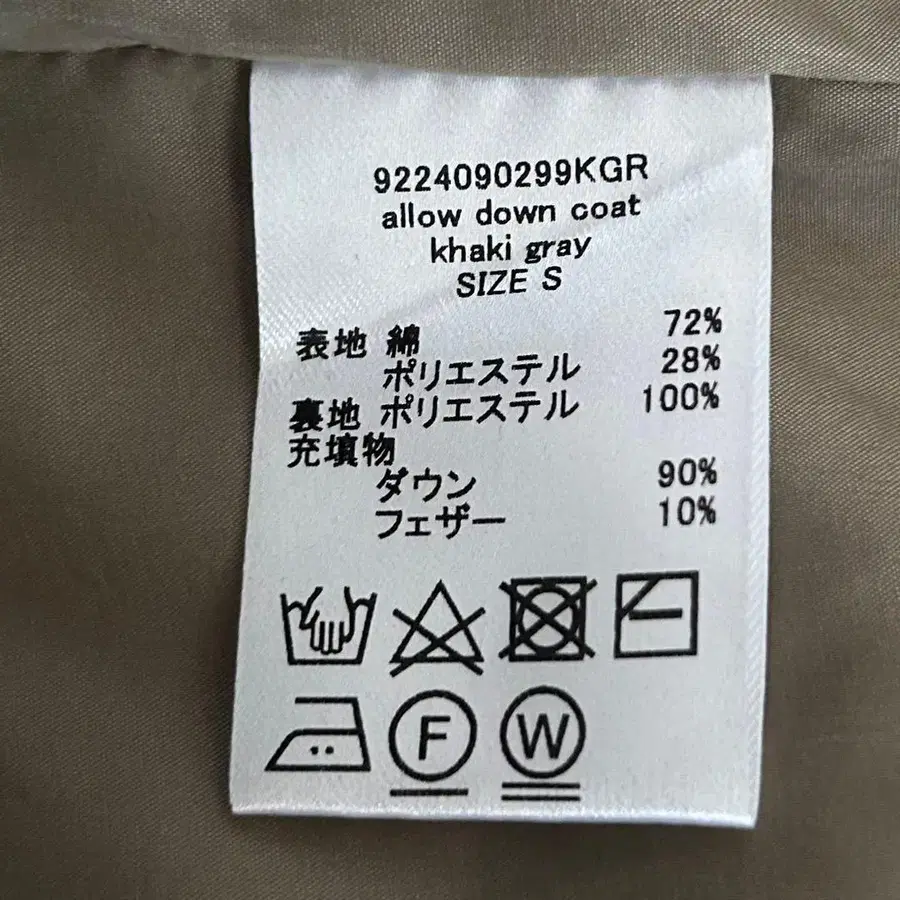 9224090299KGR
allow down coat
khaki gray
SIZE S
表地 綿 72%
ポリエステル 28%
裏地 ポリエステル 100%
充填物
ダウン 90%
フェザー 10%
F W